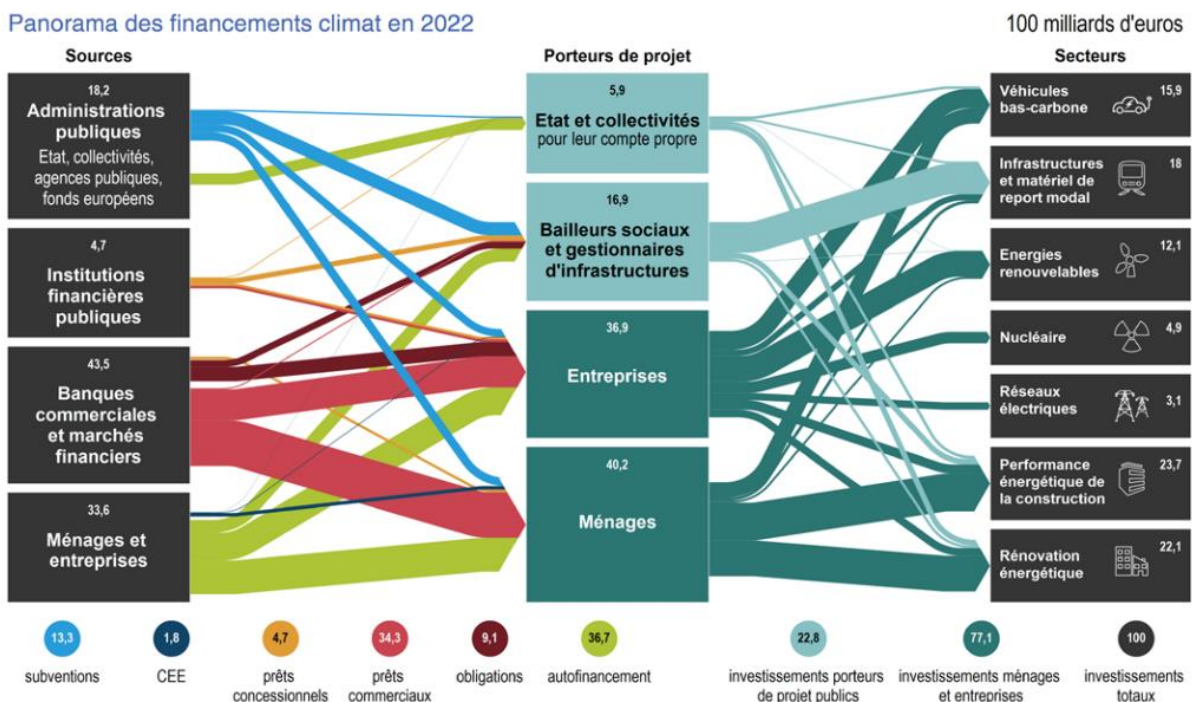 Panorama des financements climat en 2022
100 milliards d'euros
Sources
Porteurs de projet
Secteurs
18,2
Administrations
publiques
Etat, collectivités,
agences publiques,
fonds européens
4,7
Institutions
financières
publiques
43,5
Banques
commerciales
et marchés
financiers
33,6
Ménages et
entreprises
5,9
Etat et collectivités
pour leur compte propre
16,9
Bailleurs sociaux
et gestionnaires
d'infrastructures
36,9
Entreprises
40,2
Ménages
Véhicules
bas-carbone
15,9
Infrastructures
et matériel de
report modal
18
Energies
renouvelables
12,1
Nucléaire
4,9
Réseaux
électriques
3,1
Performance
énergétique de
la construction
23,7
Rénovation
énergétique
22,1
13,3
subventions
1,8
CEE
4,7
prêts
concessionnels
34,3
prêts
commerciaux
9,1
obligations
36,7
autofinancement
22,8
investissements porteurs
de projet publics
77,1
investissements ménages
et entreprises
100
investissements
totaux